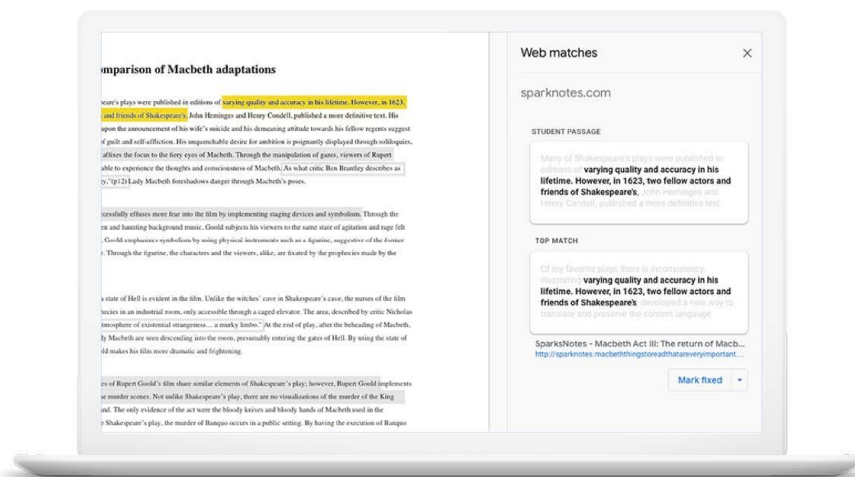 omparison of Macbeth adaptations
peare's plays were published in editions of varying quality and accuracy in his lifetime. However, in 1623,
and friends of Shakespeare's, John Heminges and Henry Condell, published a more definitive text. His
upon the announcement of his wife's suicide and his demeaning attitude towards his fellow regents suggest
of guilt and self-affliction. His unquenchable desire for ambition is poignantly displayed through soliloquies,
affixes the focus to the fiery eyes of Macbeth. Through the manipulation of gazes, viewers of Rupert
able to experience the thoughts and consciousness of Macbeth. As what critic Ben Brantley describes as
y,"(p12) Lady Macbeth foreshadows danger through Macbeth's poses.
ccessfully effuses more fear into the film by implementing staging devices and symbolism. Through the
en and haunting background music, Goold subjects his viewers to the same state of agitation and rage felt
. Goold emphasizes symbolism by using physical instruments such as a figurine, suggestive of the former
. Through the figurine, the characters and the viewers, alike, are fixated by the prophecies made by the
s state of Hell is evident in the film. Unlike the witches' cave in Shakespeare's cave, the nurses of the film
hecies in an industrial room, only accessible through a caged elevator. The area, described by critic Nicholas
tmosphere of existential strangeness… a murky limbo." At the end of play, after the beheading of Macbeth,
ly Macbeth are seen descending into the room, presumably entering the gates of Hell. By using the state of
old makes his film more dramatic and frightening.
es of Rupert Goold's film share similar elements of Shakespeare's play; however, Rupert Goold implements
e murder scenes. Not unlike Shakespeare's play, there are no visualizations of the murder of the King
and. The only evidence of the act were the bloody knives and bloody hands of Macbeth used in the
e Shakespeare's play, the murder of Banquo occurs in a public setting. By having the execution of Banquo
Web matches
sparknotes.com
STUDENT PASSAGE
Many of Shakespeare's plays were published in
editions of varying quality and accuracy in his
lifetime. However, in 1623, two fellow actors and
friends of Shakespeare's, John Heminges and
Henry Condell, published a more definitive text
TOP MATCH
Of my favorite plays there is inconsistency
illustrating varying quality and accuracy in his
lifetime. However, in 1623, two fellow actors and
friends of Shakespeare's, developed a new way to
translate and preserve the content langauge
SparksNotes - Macbeth Act III: The return of Macb...
http://sparknotes.macbeththingstoreadthatareveryimportant...
Mark fixed